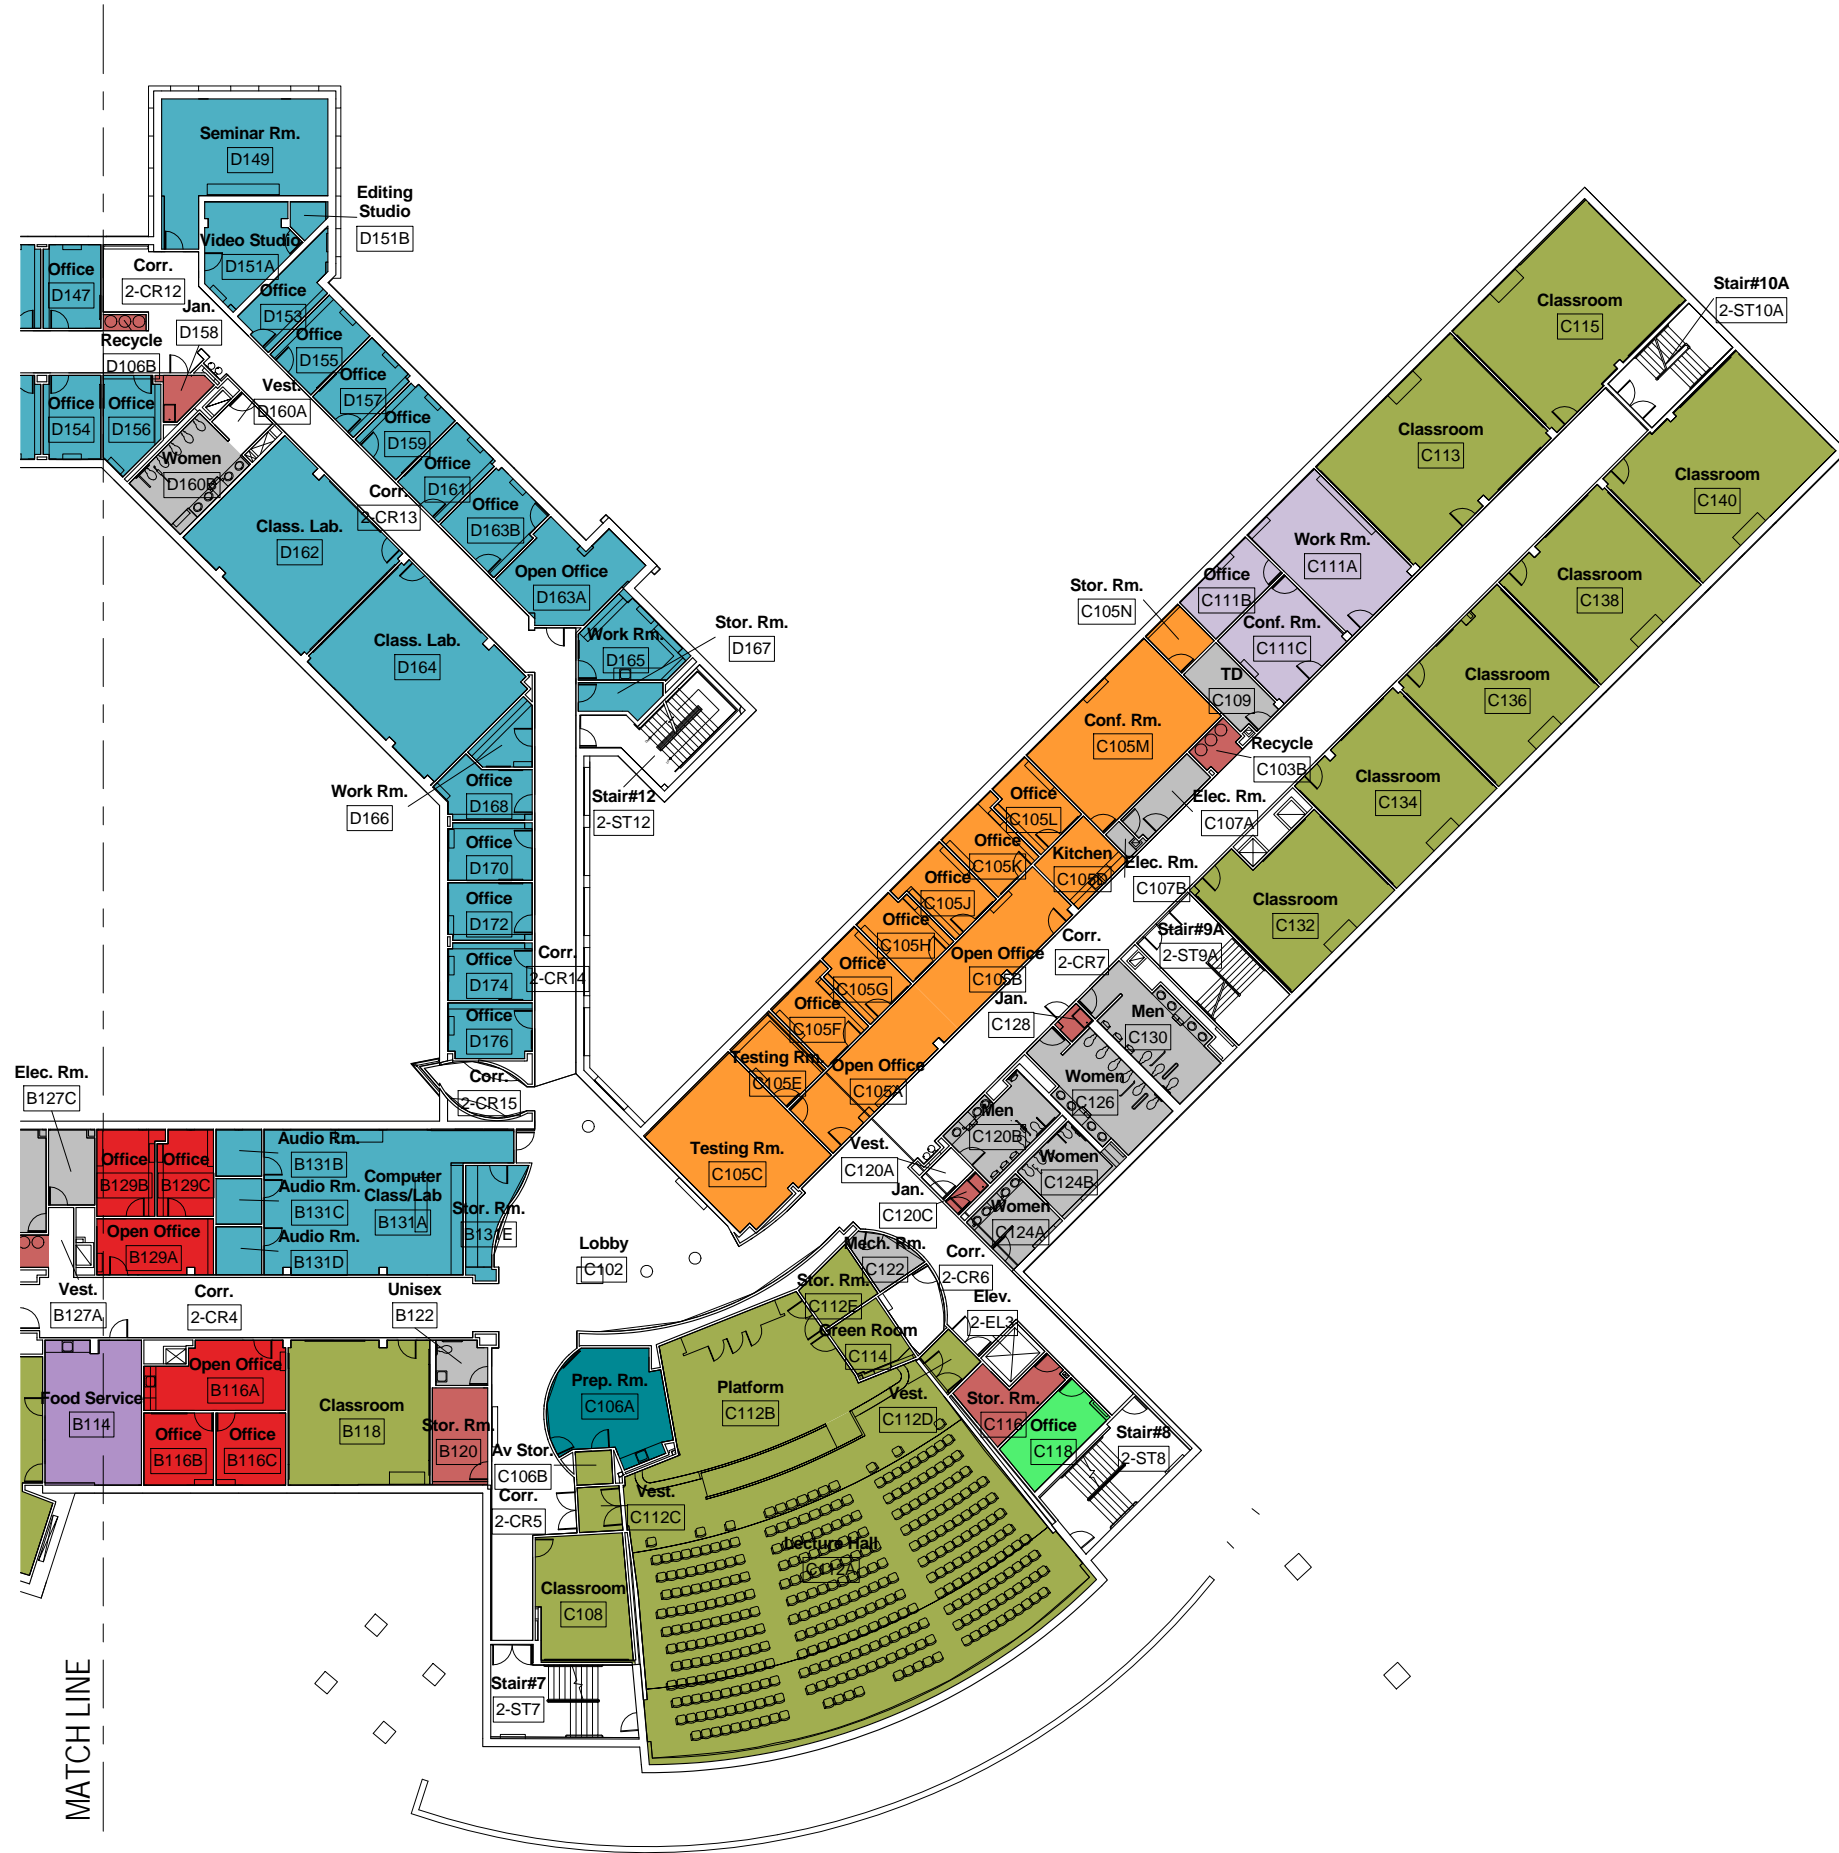 Seminar Rm.
D149
Editing
Studio
D151B
Video Studio
D151A
Office
D147
Corr.
2-CR12
Jan.
D158
Recycle
D106B
Office
D153
Office
D155
Office
D157
Office
D159
Office
D161
Office
D163B
Open Office
D163A
Vest.
D160A
Office
D154
Office
D156
Women
D160B
Corr.
2-CR13
Class. Lab.
D162
Class. Lab.
D164
Work Rm.
D165
Stor. Rm.
D167
Work Rm.
D166
Stair#12
2-ST12
Office
D168
Office
D170
Office
D172
Office
D174
Office
D176
Corr.
2-CR14
Corr.
2-CR15
Stair#10A
2-ST10A
Classroom
C115
Classroom
C113
Classroom
C140
Classroom
C138
Classroom
C136
Classroom
C134
Classroom
C132
Work Rm.
C111A
Office
C111B
Conf. Rm.
C111C
Stor. Rm.
C105N
TD
C109
Conf. Rm.
C105M
Recycle
C103B
Elec. Rm.
C107A
Elec. Rm.
C107B
Office
C105L
Office
C105K
Kitchen
C105D
Office
C105J
Office
C105H
Office
C105G
Office
C105F
Open Office
C105B
Open Office
C105A
Testing Rm.
C105E
Testing Rm.
C105C
Corr.
2-CR7
Stair#9A
2-ST9A
Jan.
C128
Men
C130
Women
C126
Men
C120B
Vest.
C120A
Women
C124B
Jan.
C120C
Women
C124A
Elec. Rm.
B127C
Office
B129B
Office
B129C
Open Office
B129A
Audio Rm.
B131B
Audio Rm.
B131C
Audio Rm.
B131D
Computer
Class/Lab
B131A
Stor. Rm.
B131E
Lobby
C102
Vest.
B127A
Corr.
2-CR4
Unisex
B122
Food Service
B114
Open Office
B116A
Office
B116B
Office
B116C
Classroom
B118
Stor. Rm.
B120
Mech. Rm.
C122
Corr.
2-CR6
Stor. Rm.
C112E
Elev.
2-EL3
Green Room
C114
Prep. Rm.
C106A
Platform
C112B
Vest.
C112D
Stor. Rm.
C116
Office
C118
Stair#8
2-ST8
Av Stor.
C106B
Corr.
2-CR5
Vest.
C112C
Lecture Hall
C112A
Classroom
C108
Stair#7
2-ST7
MATCH LINE